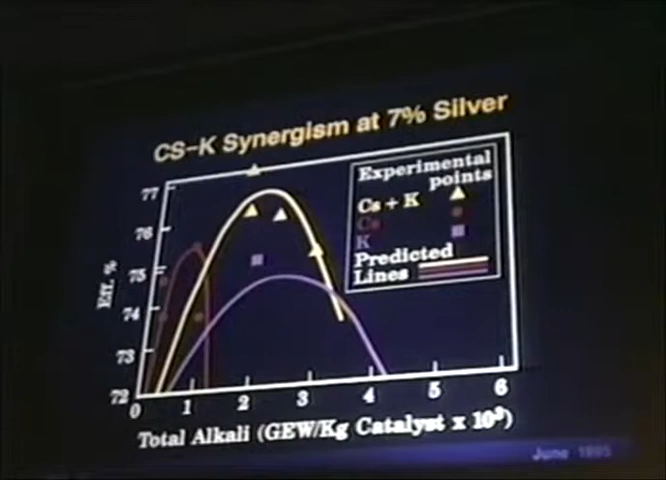 CS-K Synergism at 7% Silver
77
76
75
74
73
72
Eff. %
0 1 2 3 4 5 6
Total Alkali (GEW/Kg Catalyst x 10³)
Experimental
points
Cs + K
Cs
K
Predicted
Lines
June 1995